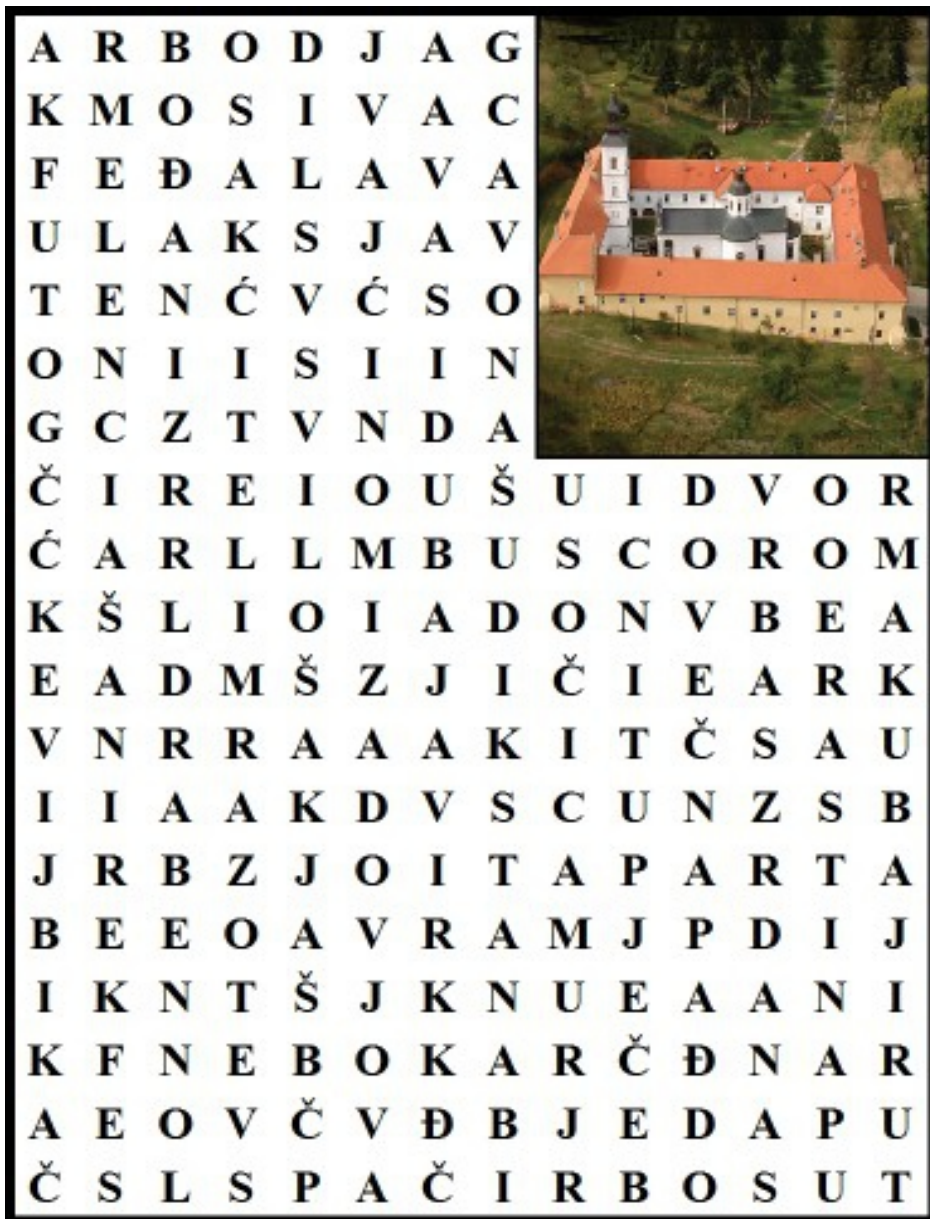 A R B O D J A G
K M O S I V A C
F E Đ A L A V A
U L A K S J A V
T E N Ć V Ć S O
O N I I S I I N
G C Z T V N D A
Č I R E I O U Š U I D V O R
Ć A R L L M B U S C O R O M
K Š L I O I A D O N V B E A
E A D M Š Z J I Č I E A R K
V N R R A A A K I T Č S A U
I I A A K D V S C U N Z S B
J R B Z J O I T A P A R T A
B E E O A V R A M J P D I J
I K N T Š J K N U E A A N I
K F N E B O K A R Č Đ N A R
A E O V Č V Đ B J E D A P U
Č S L S P A Č I R B O S U T